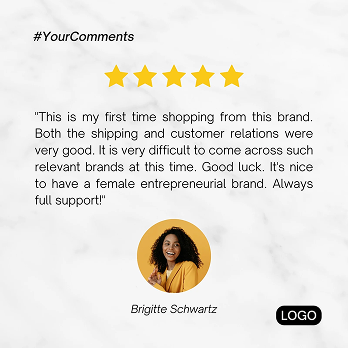 #YourComments
"This is my first time shopping from this brand.
Both the shipping and customer relations were
very good. It is very difficult to come across such
relevant brands at this time. Good luck. It's nice
to have a female entrepreneurial brand. Always
full support!"
Brigitte Schwartz
LOGO